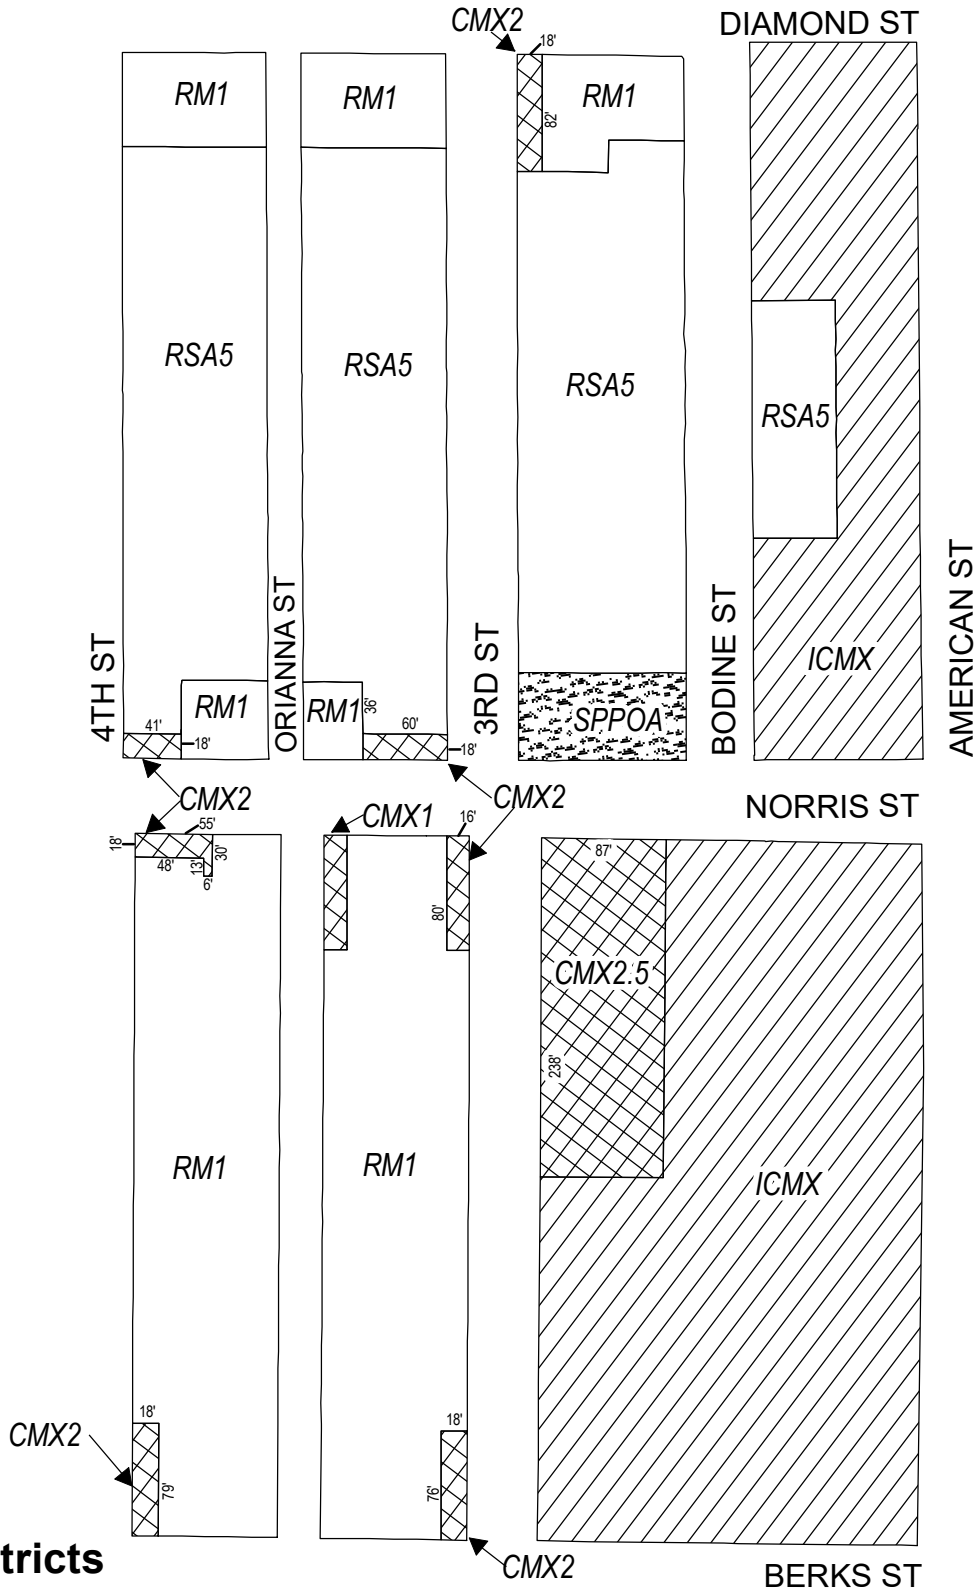 CMX2
DIAMOND ST
18'
RM1
RM1
RM1
82'
RSA5
RSA5
RSA5
RSA5
4TH ST
ORIANNA ST
3RD ST
BODINE ST
AMERICAN ST
ICMX
RM1
RM1
36'
SPPOA
41'
18'
60'
18'
CMX2
CMX2
NORRIS ST
CMX1
55'
16'
18'
30'
48'
13'
6'
87'
80'
CMX2.5
238'
RM1
RM1
ICMX
18'
18'
CMX2
79'
76'
tricts
CMX2
BERKS ST